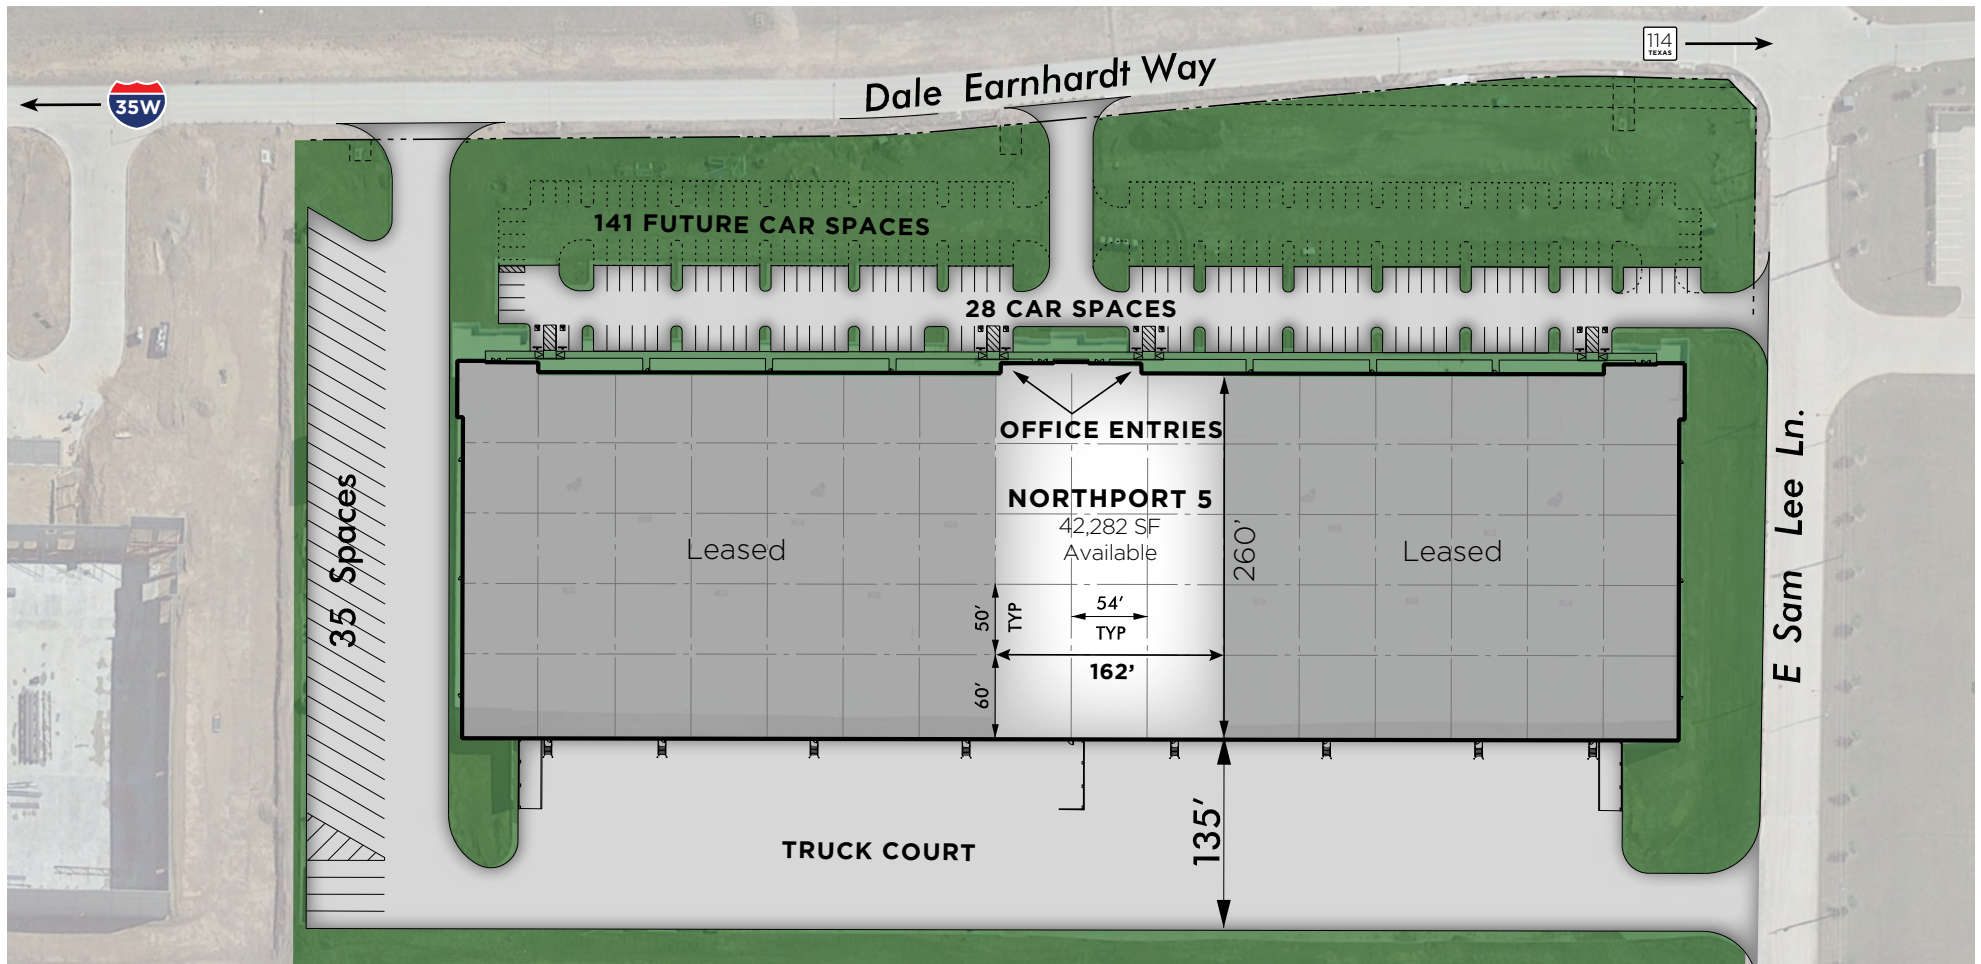 114
TEXAS
35W
Dale Earnhardt Way
141 FUTURE CAR SPACES
28 CAR SPACES
OFFICE ENTRIES
NORTHPORT 5
42,282 SF
Available
Leased
Leased
260'
35 Spaces
E Sam Lee Ln.
50'
TYP
54'
TYP
162'
60'
135'
TRUCK COURT